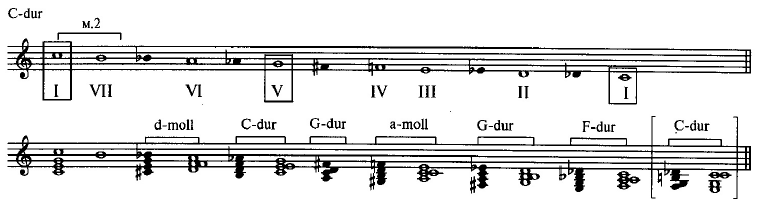 C-dur
м.2
I VII VI V IV III II I
d-moll C-dur G-dur a-moll G-dur F-dur C-dur